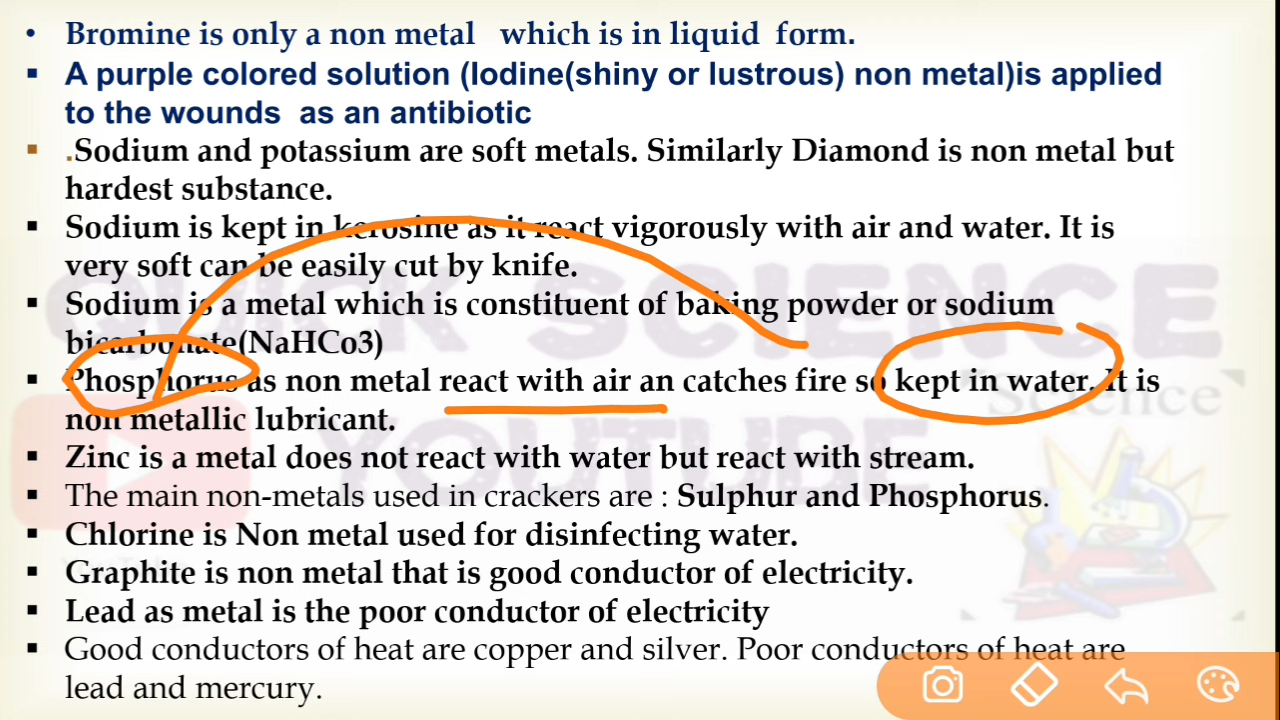 • Bromine is only a non metal which is in liquid form.
▪ A purple colored solution (Iodine(shiny or lustrous) non metal)is applied
to the wounds as an antibiotic
▪ .Sodium and potassium are soft metals. Similarly Diamond is non metal but
hardest substance.
▪ Sodium is kept in kerosine as it react vigorously with air and water. It is
very soft can be easily cut by knife.
▪ Sodium is a metal which is constituent of baking powder or sodium
bicarbonate(NaHCo3)
▪ Phosphorus as non metal react with air an catches fire so kept in water. It is
non metallic lubricant.
▪ Zinc is a metal does not react with water but react with stream.
▪ The main non-metals used in crackers are : Sulphur and Phosphorus.
▪ Chlorine is Non metal used for disinfecting water.
▪ Graphite is non metal that is good conductor of electricity.
▪ Lead as metal is the poor conductor of electricity
▪ Good conductors of heat are copper and silver. Poor conductors of heat are
lead and mercury.
QUICK SCIENCE
YOUTUBE
Science